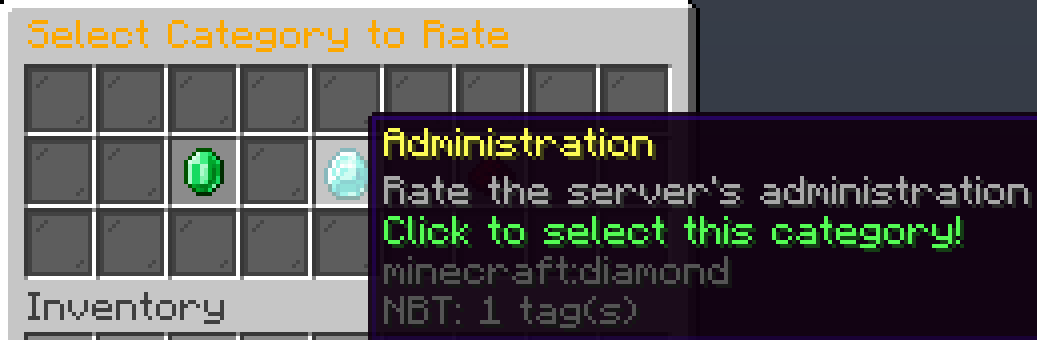 Select Category to Rate
Administration
Rate the server's administration
Click to select this category!
minecraft:diamond
NBT: 1 tag(s)
Inventory